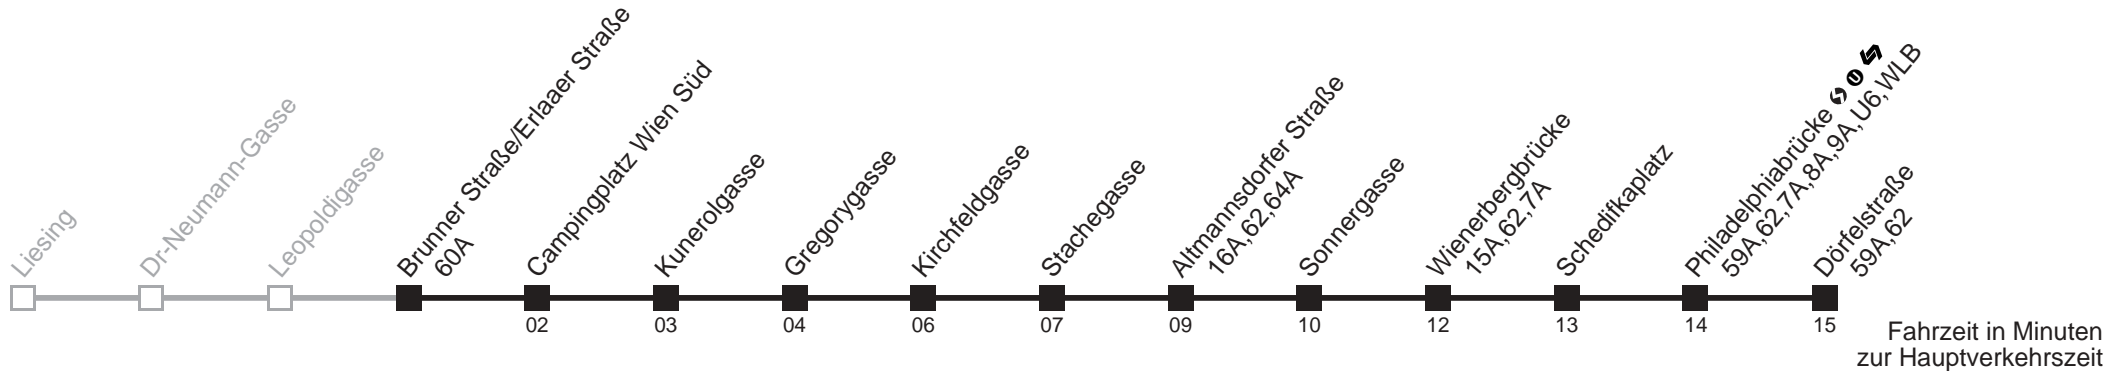 Liesing
Dr-Neumann-Gasse
Leopoldigasse
Brunner Straße/Erlaaer Straße
60A
Campingplatz Wien Süd
Kunerolgasse
Gregorygasse
Kirchfeldgasse
Stachegasse
Altmannsdorfer Straße
16A,62,64A
Sonnergasse
Wienerbergbrücke
15A,62,7A
Schedifkaplatz
Philadelphiabrücke
59A,62,7A,8A,9A,U6,WLB
Dörfelstraße
59A,62
02 03 04 06 07 09 10 12 13 14 15
Fahrzeit in Minuten
zur Hauptverkehrszeit